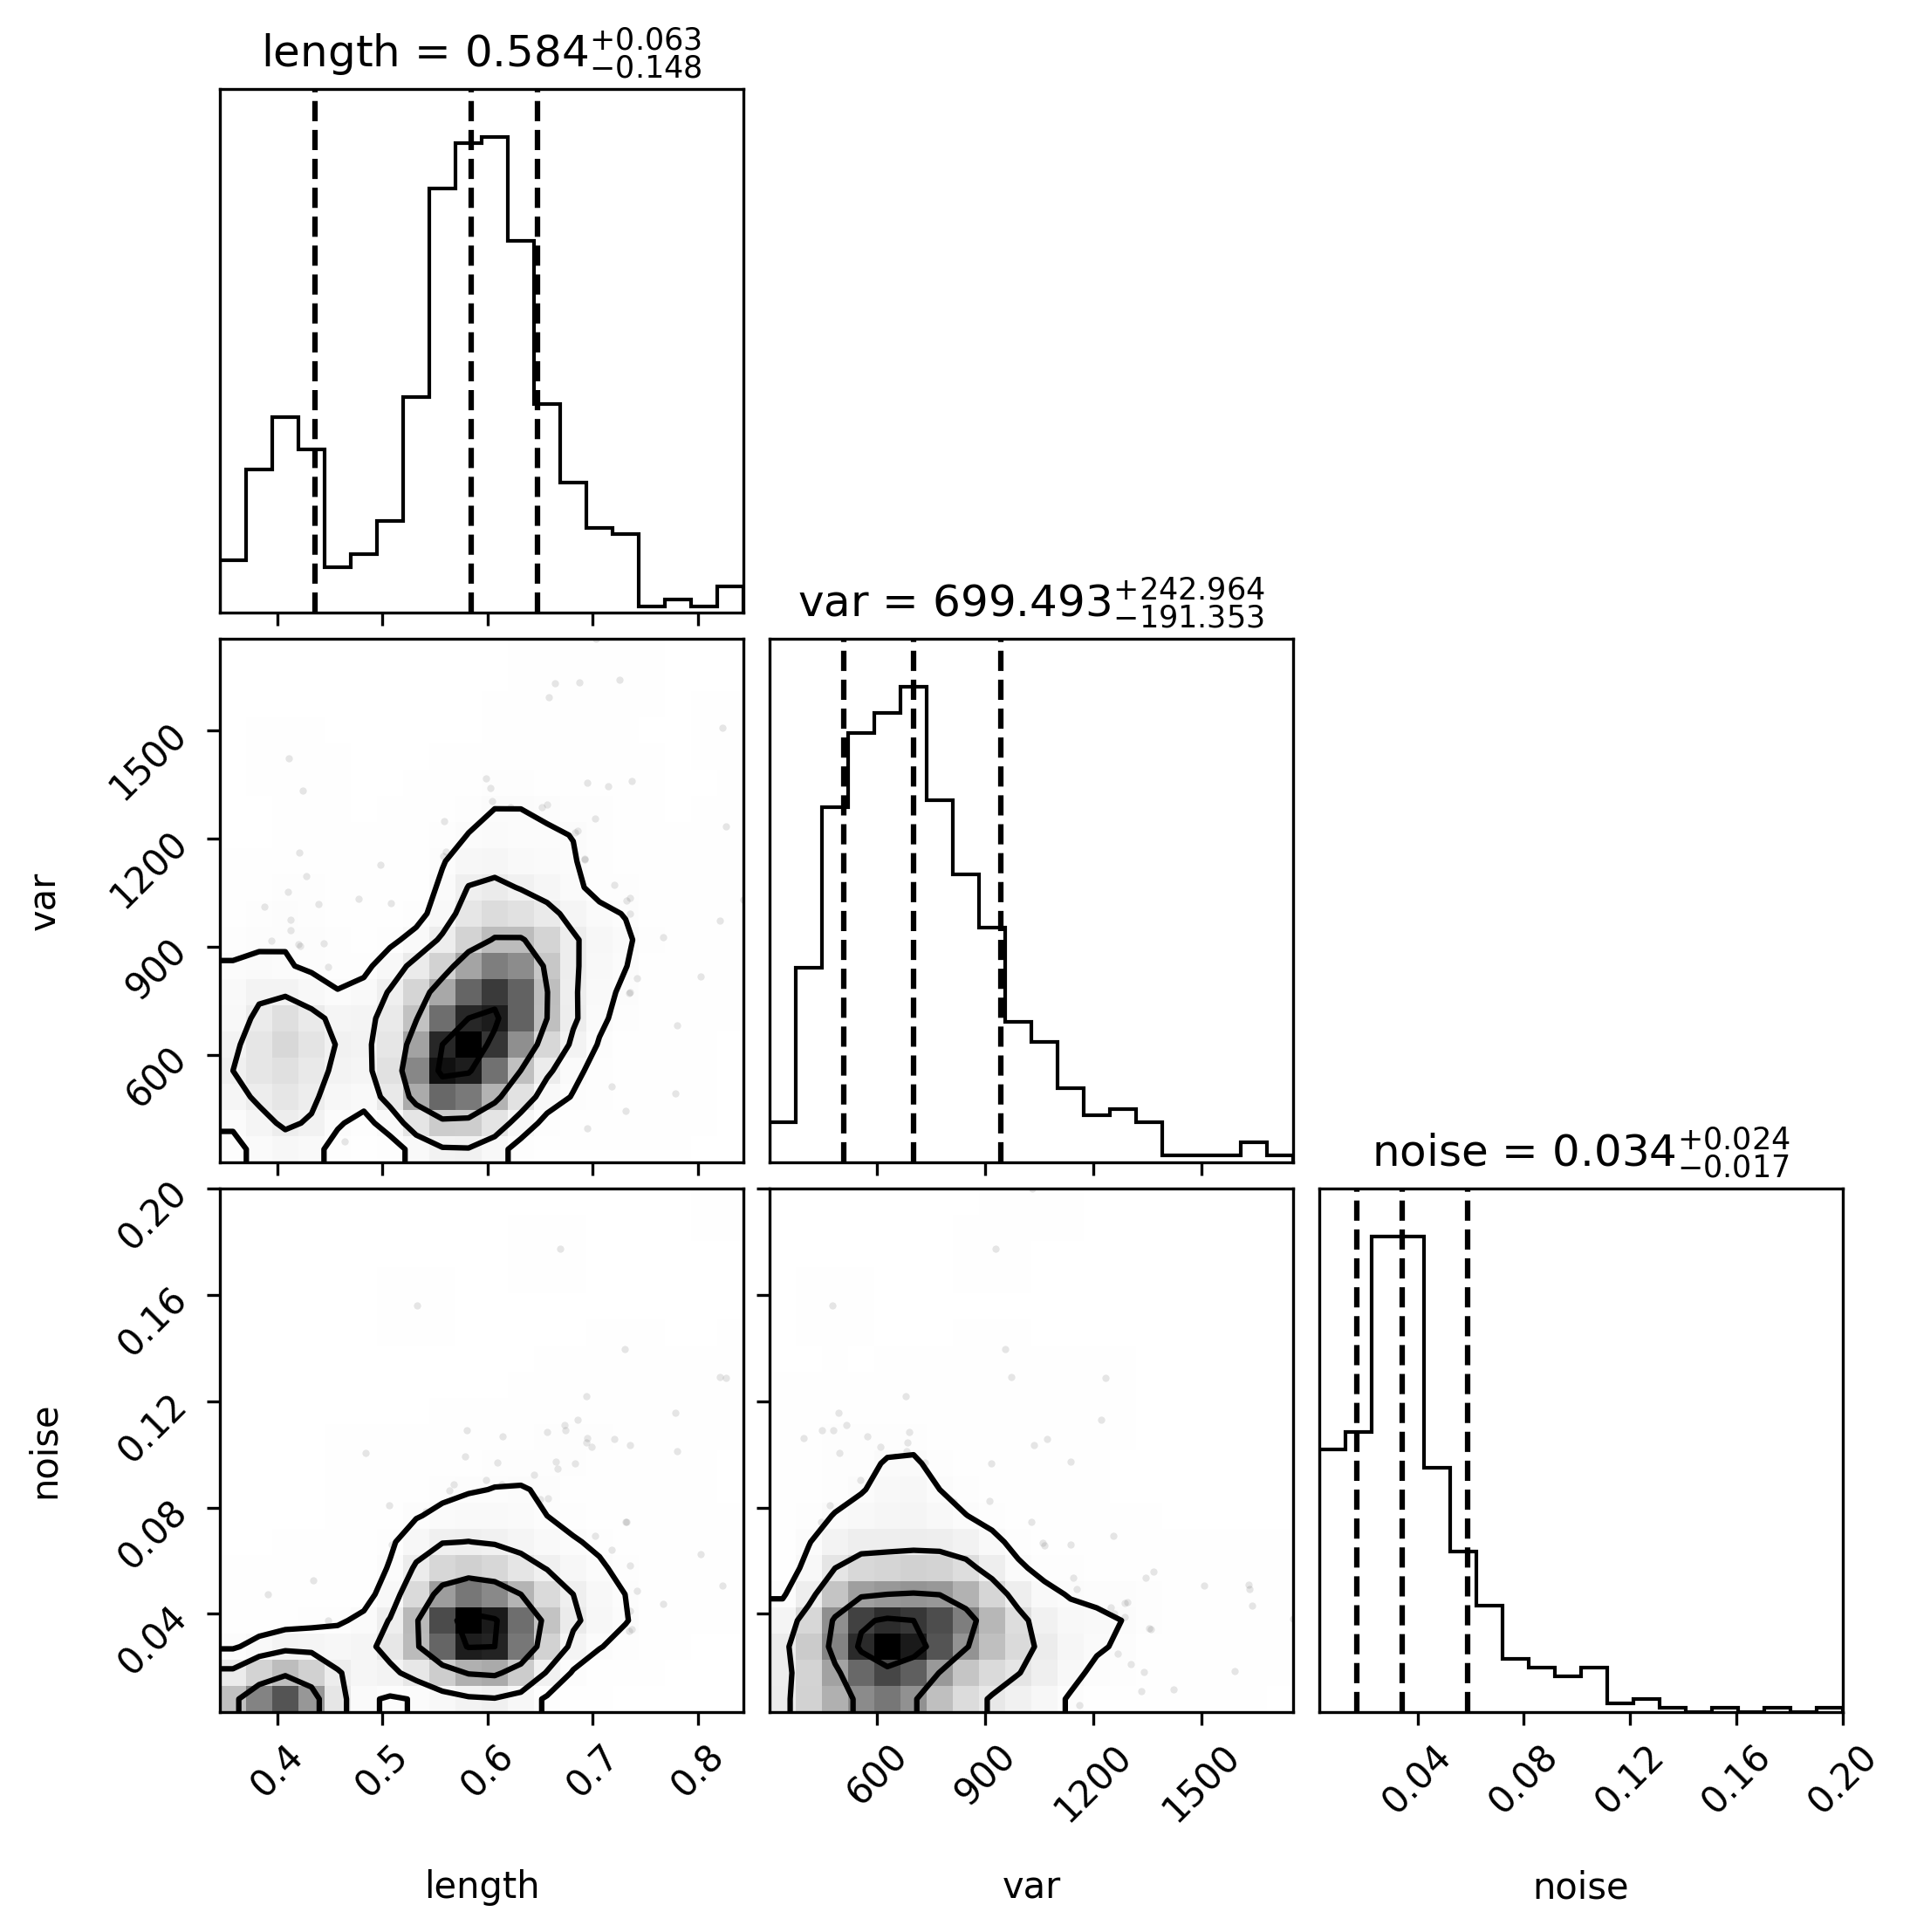 length = 0.584+0.063−0.148
var = 699.493+242.964−191.353
var
1500
1200
900
600
noise = 0.034+0.024−0.017
noise
0.20
0.16
0.12
0.08
0.04
0.4 0.5 0.6 0.7 0.8 600 900 1200 1500 0.04 0.08 0.12 0.16 0.20
length var noise